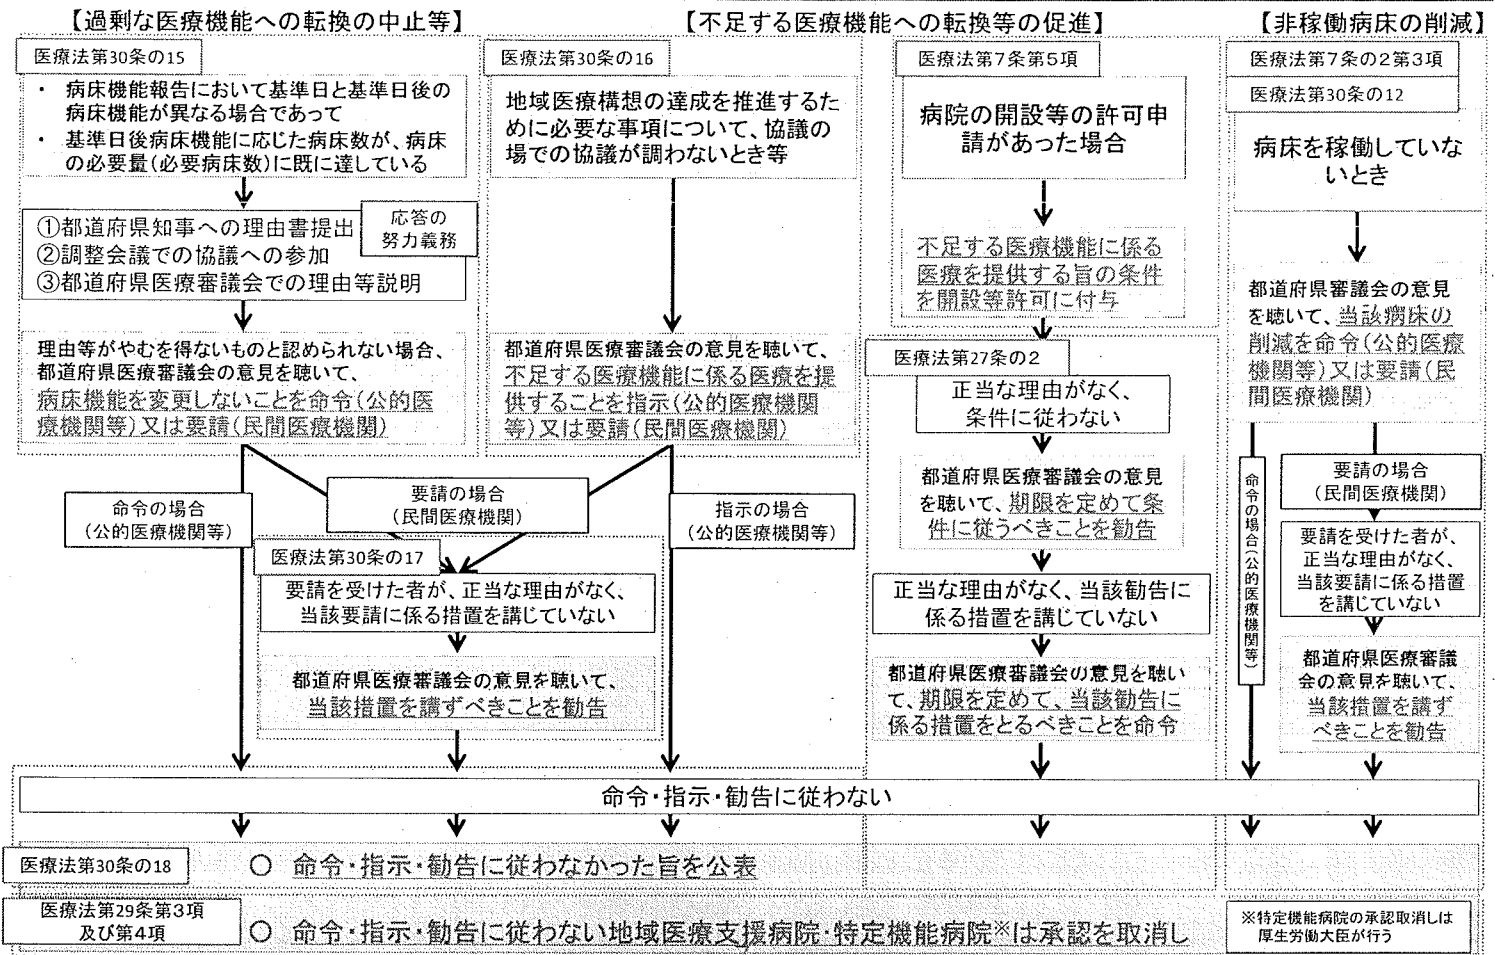 【過剰な医療機能への転換の中止等】
【不足する医療機能への転換等の促進】
【非稼働病床の削減】
医療法第30条の15
・ 病床機能報告において基準日と基準日後の
病床機能が異なる場合であって
・ 基準日後病床機能に応じた病床数が、病床
の必要量(必要病床数)に既に達している
①都道府県知事への理由書提出
②調整会議での協議への参加
③都道府県医療審議会での理由等説明
応答の
努力義務
理由等がやむを得ないものと認められない場合、
都道府県医療審議会の意見を聴いて、
病床機能を変更しないことを命令(公的医
療機関等)又は要請(民間医療機関)
医療法第30条の16
地域医療構想の達成を推進するた
めに必要な事項について、協議の
場での協議が調わないとき等
都道府県医療審議会の意見を聴いて、
不足する医療機能に係る医療を提
供することを指示(公的医療機関
等)又は要請(民間医療機関)
命令の場合
(公的医療機関等)
要請の場合
(民間医療機関)
指示の場合
(公的医療機関等)
医療法第30条の17
要請を受けた者が、正当な理由がなく、
当該要請に係る措置を講じていない
都道府県医療審議会の意見を聴いて、
当該措置を講ずべきことを勧告
医療法第7条第5項
病院の開設等の許可申
請があった場合
不足する医療機能に係る
医療を提供する旨の条件
を開設等許可に付与
医療法第27条の2
正当な理由がなく、
条件に従わない
都道府県医療審議会の意見
を聴いて、期限を定めて条
件に従うべきことを勧告
正当な理由がなく、当該勧告に
係る措置を講じていない
都道府県医療審議会の意見を聴い
て、期限を定めて、当該勧告に
係る措置をとるべきことを命令
医療法第7条の2第3項
医療法第30条の12
病床を稼働していな
いとき
都道府県審議会の意見
を聴いて、当該病床の
削減を命令(公的医療
機関等)又は要請(民
間医療機関)
命令の場合(公的医療機関等)
要請の場合
(民間医療機関)
要請を受けた者が、
正当な理由がなく、
当該要請に係る措置
を講じていない
都道府県医療審議
会の意見を聴いて、
当該措置を講ず
べきことを勧告
命令・指示・勧告に従わない
医療法第30条の18
○ 命令・指示・勧告に従わなかった旨を公表
医療法第29条第3項
及び第4項
○ 命令・指示・勧告に従わない地域医療支援病院・特定機能病院※は承認を取消し
※特定機能病院の承認取消しは
厚生労働大臣が行う